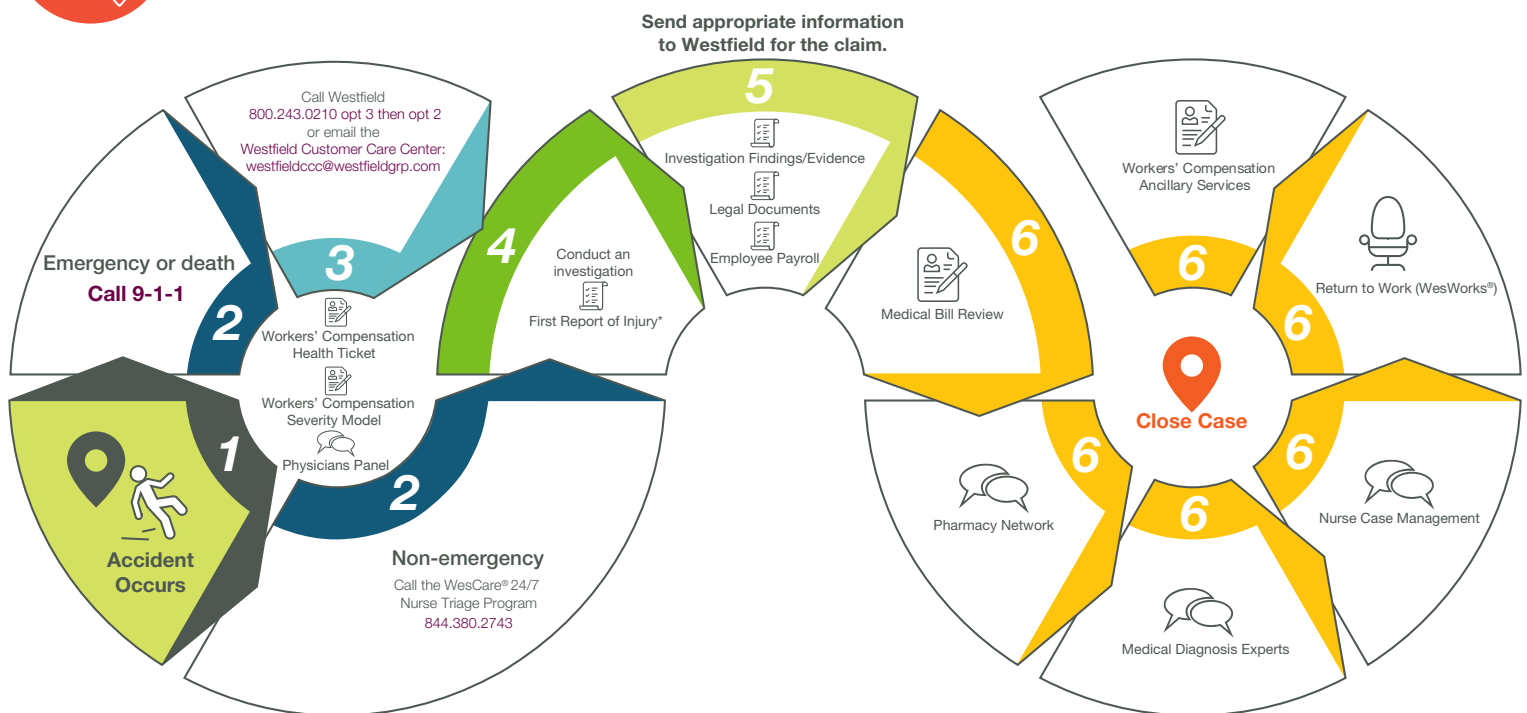 1
Accident
Occurs
2
Emergency or death
Call 9-1-1
2
Non-emergency
Call the WesCare® 24/7
Nurse Triage Program
844.380.2743
3
Call Westfield
800.243.0210 opt 3 then opt 2
or email the
Westfield Customer Care Center:
westfieldccc@westfieldgrp.com
Workers’ Compensation
Health Ticket
Workers’ Compensation
Severity Model
Physicians Panel
4
Conduct an
investigation
First Report of Injury*
Send appropriate information
to Westfield for the claim.
5
Investigation Findings/Evidence
Legal Documents
Employee Payroll
6
Medical Bill Review
6
Pharmacy Network
6
Medical Diagnosis Experts
6
Nurse Case Management
6
Return to Work (WesWorks®)
6
Workers’ Compensation
Ancillary Services
Close Case